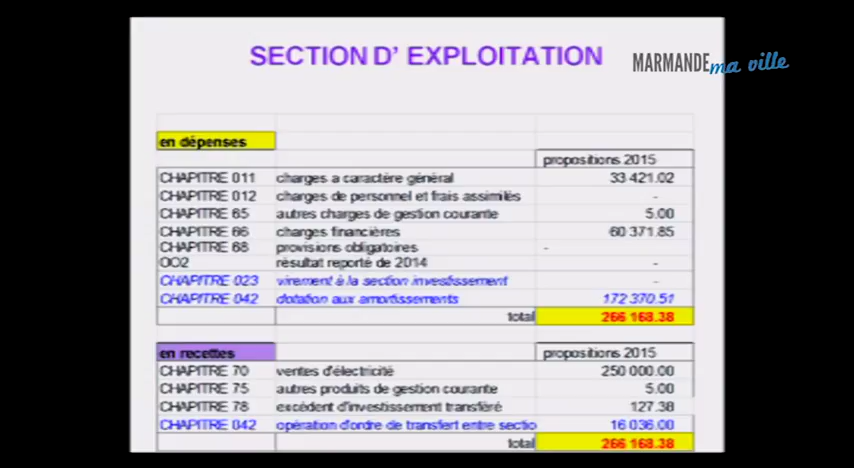 SECTION D' EXPLOITATION
MARMANDE ma ville
en dépenses
propositions 2015
CHAPITRE 011 charges a caractère général 33 421.02
CHAPITRE 012 charges de personnel et frais assimilés -
CHAPITRE 65 autres charges de gestion courante 5.00
CHAPITRE 66 charges financières 60 371.85
CHAPITRE 68 provisions obligatoires -
OO2 résultat reporté de 2014 -
CHAPITRE 023 virement à la section investissement -
CHAPITRE 042 dotation aux amortissements 172 370.51
total 266 168.38
en recettes propositions 2015
CHAPITRE 70 ventes d'électricité 250 000.00
CHAPITRE 75 autres produits de gestion courante 5.00
CHAPITRE 78 excédent d'investissement transféré 127.38
CHAPITRE 042 opération d'ordre de transfert entre sectio 16 036.00
total 266 168.38